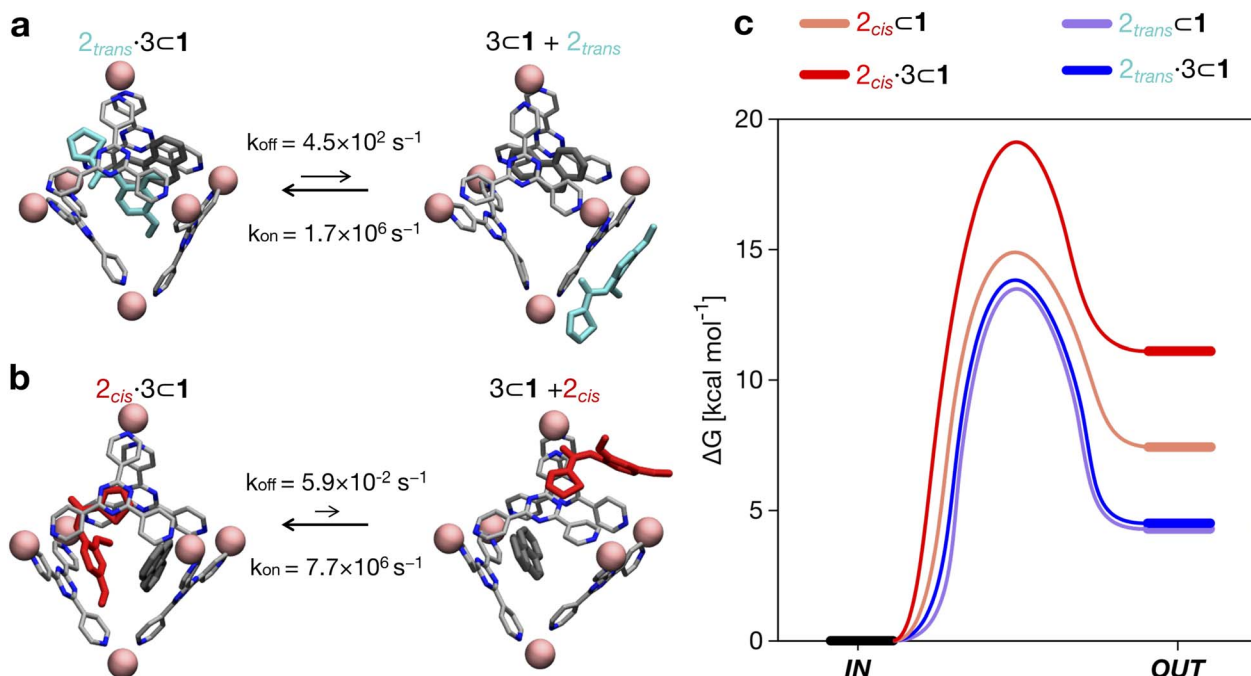 a
2trans·3⊂1
3⊂1 + 2trans
koff = 4.5×10² s⁻¹
kon = 1.7×10⁶ s⁻¹
b
2cis·3⊂1
3⊂1 +2cis
koff = 5.9×10⁻² s⁻¹
kon = 7.7×10⁶ s⁻¹
c
2cis⊂1
2trans⊂1
2cis·3⊂1
2trans·3⊂1
ΔG [kcal mol⁻¹]
20
15
10
5
0
IN
OUT